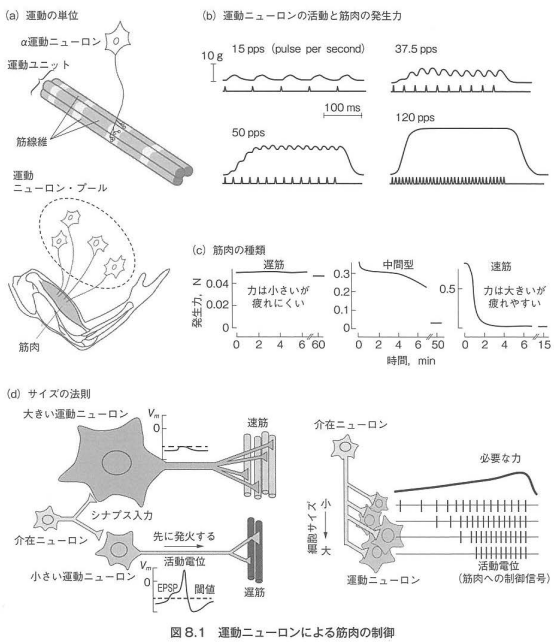 (a) 運動の単位
α運動ニューロン
運動ユニット
筋線維
運動
ニューロン・プール
筋肉
(b) 運動ニューロンの活動と筋肉の発生力
10 g
15 pps (pulse per second)
37.5 pps
100 ms
50 pps
120 pps
(c) 筋肉の種類
発生力, N
0.04
0.02
0
遅筋
力は小さいが
疲れにくい
0 2 4 6 60
0.3
0.2
0.1
0
中間型
0 2 4 6 50
時間, min
0.5
0
速筋
力は大きいが
疲れやすい
0 2 4 6 15
(d) サイズの法則
大きい運動ニューロン
Vm
0
速筋
シナプス入力
介在ニューロン
先に発火する
活動電位
小さい運動ニューロン
Vm
0
EPSP
閾値
遅筋
介在ニューロン
必要な力
細胞サイズ
小
大
運動ニューロン
活動電位
(筋肉への制御信号)
図 8.1 運動ニューロンによる筋肉の制御